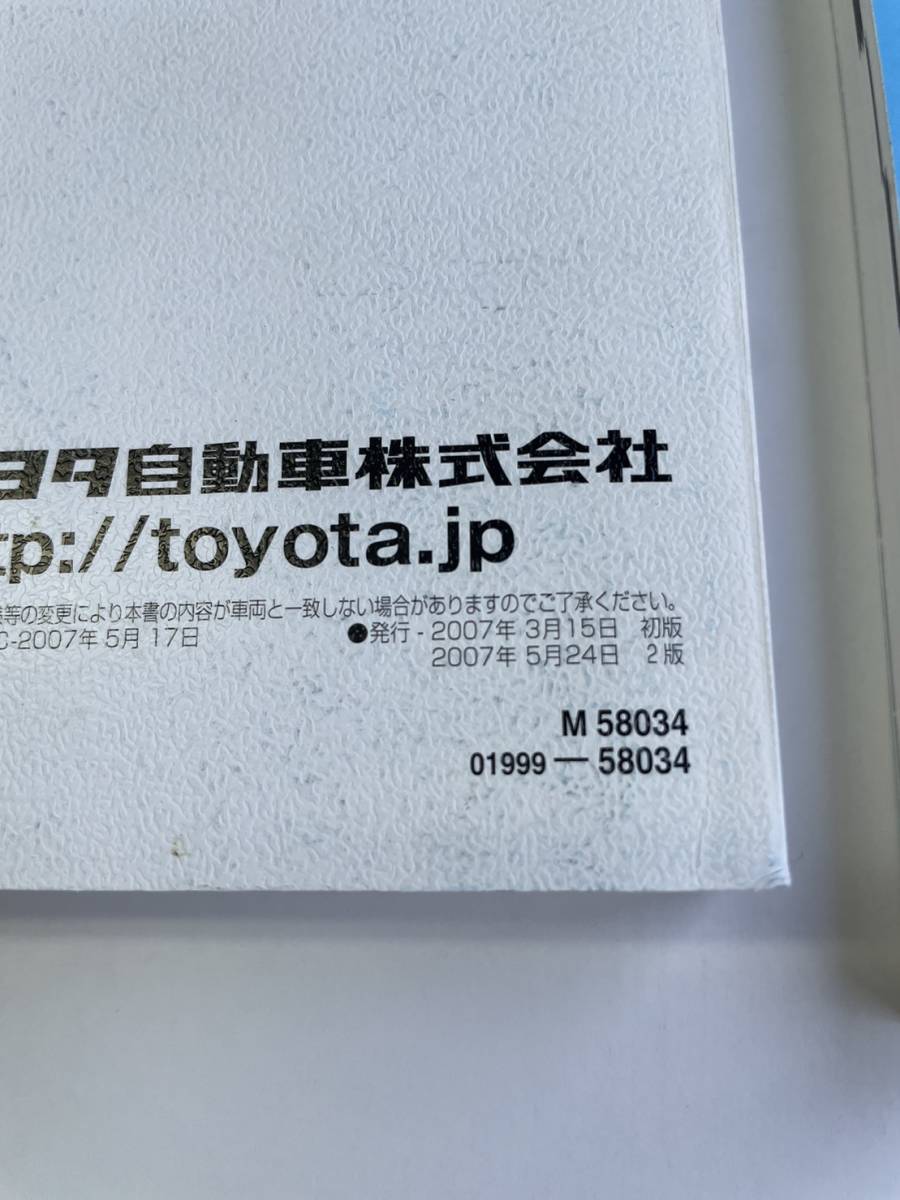 ヨタ自動車株式会社
tp://toyota.jp
等の変更により本書の内容が車両と一致しない場合がありますのでご了承ください。
C-2007年 5月 17日 ●発行 - 2007年 3月15日 初版
2007年 5月24日 2版
M 58034
01999 — 58034